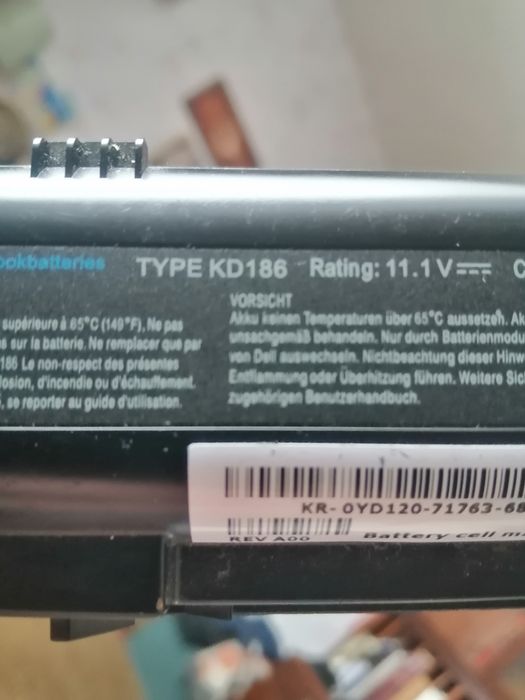 ookbatteries TYPE KD186 Rating: 11.1 V C
supérieure à 65°C (149°F), Ne pas
s sur la batterie. Ne remplacer que par
186 Le non-respect des présentes
losion, d'incendie ou d'échauffement.
, se reporter au guide d'utilisation.
VORSICHT
Akku keinen Temperaturen über 65°C aussetzen. Ak
unsachgemäß behandeln. Nur durch Batteriemodu
von Dell auswechseln. Nichtbeachtung dieser Hinw
Entflammung oder Überhitzung führen. Weitere Sich
zugehörigen Benutzerhandbuch.
KR- 0YD120-71763-68
REV A00 Battery cell m